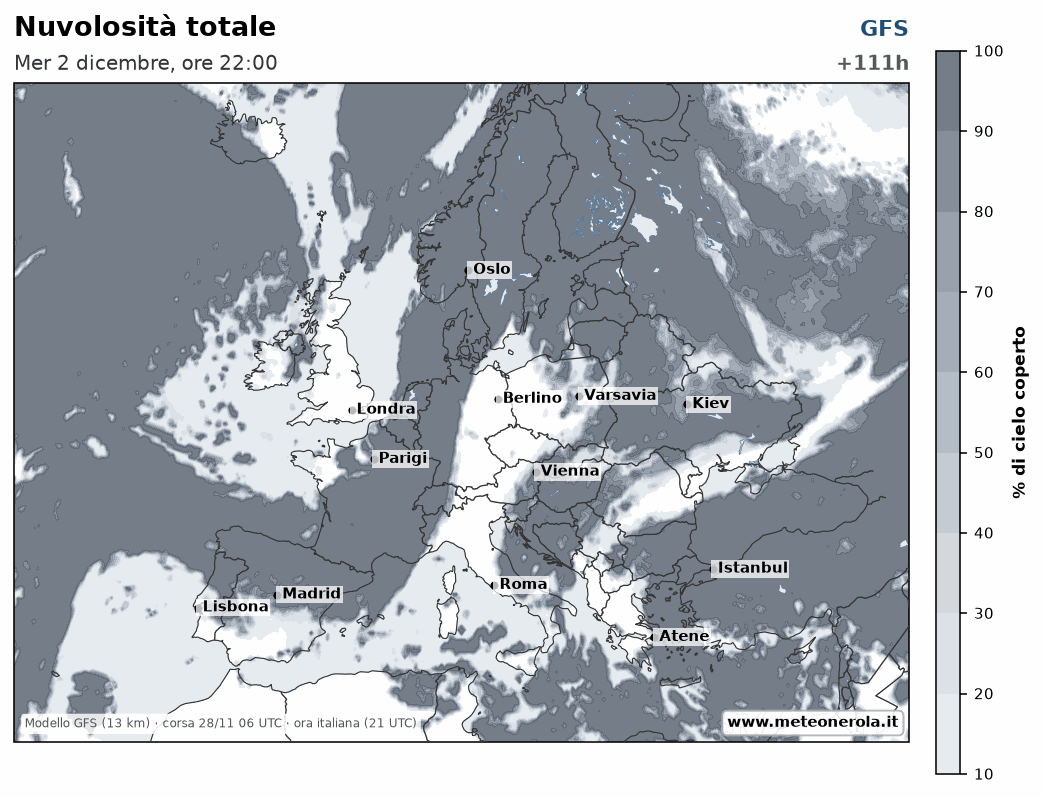 Nuvolosità totale
GFS
Mer 2 dicembre, ore 22:00
+111h
100
90
80
70
60
50
40
30
20
10
% di cielo coperto
Oslo
Berlino
Varsavia
Kiev
Londra
Parigi
Vienna
Istanbul
Roma
Madrid
Lisbona
Atene
Modello GFS (13 km) · corsa 28/11 06 UTC · ora italiana (21 UTC)
www.meteonerola.it